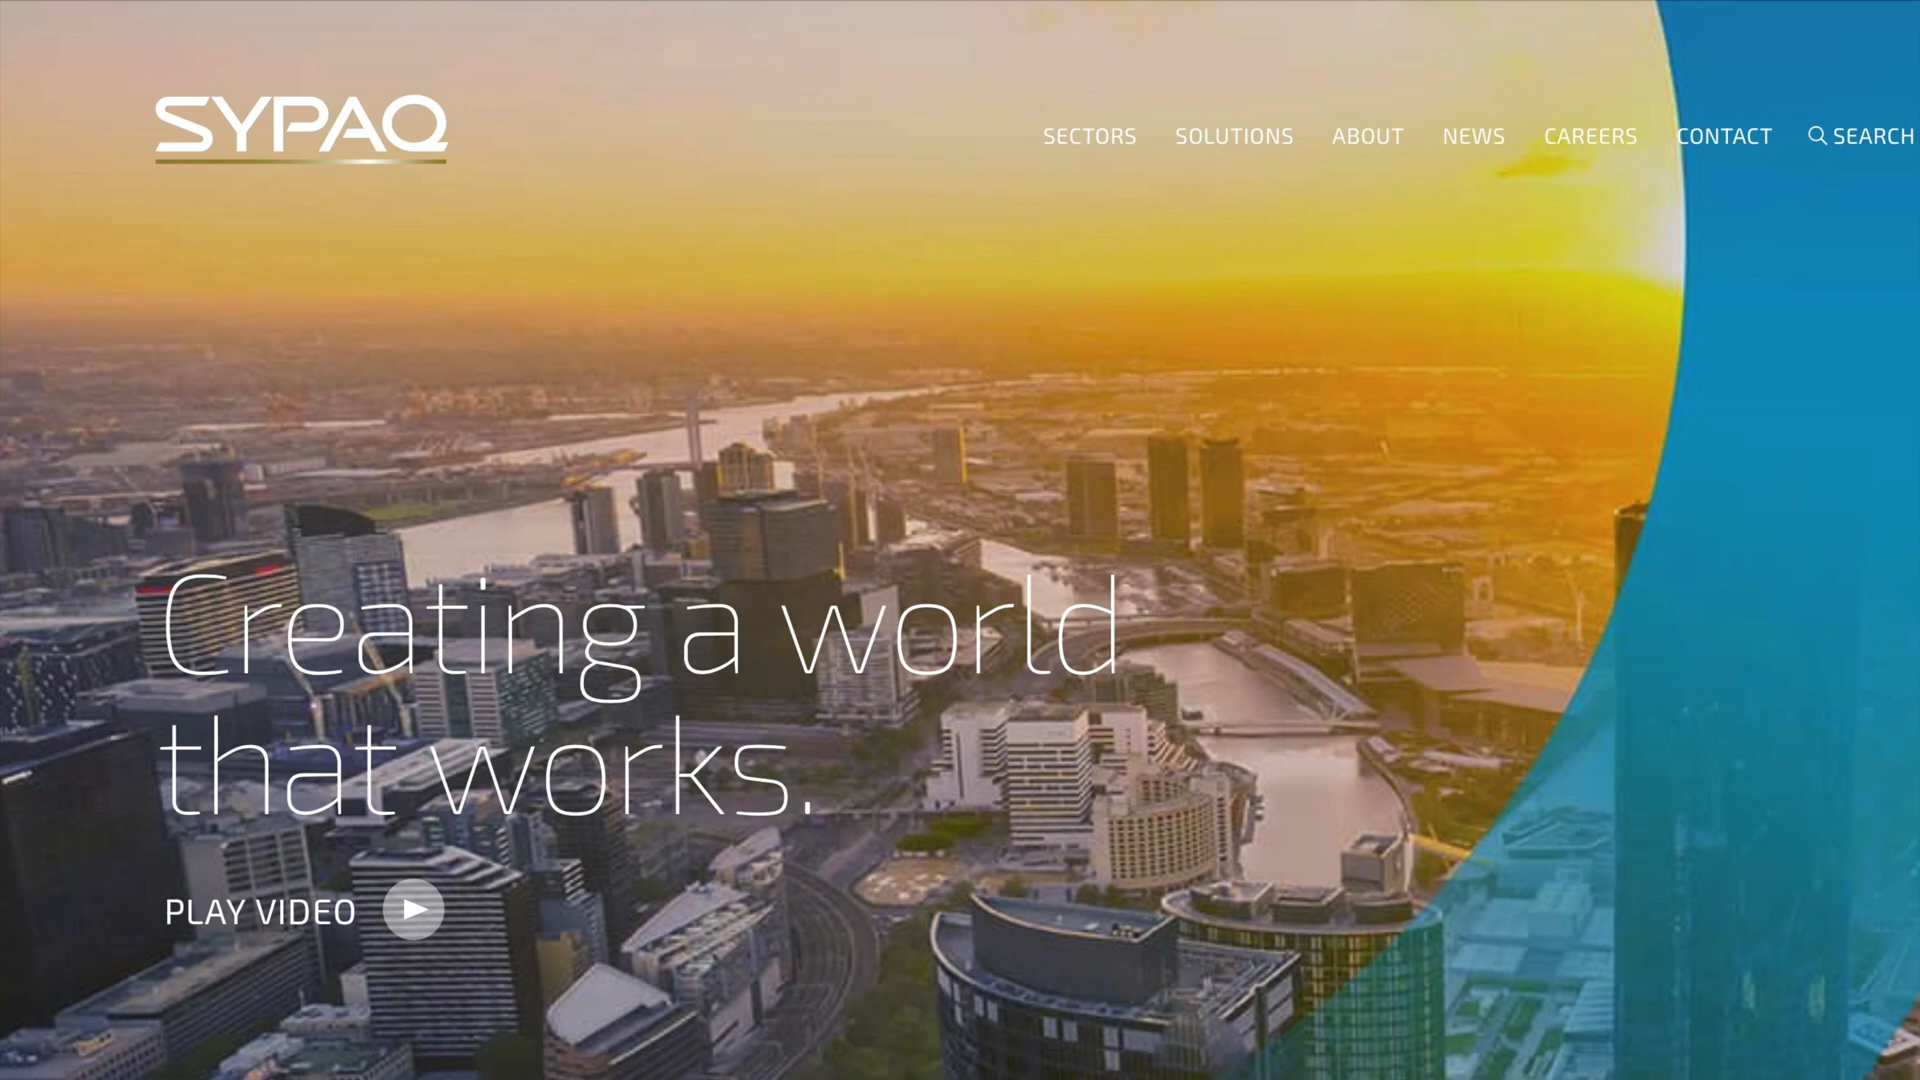 SYPAQ
SECTORS SOLUTIONS ABOUT NEWS CAREERS CONTACT SEARCH
Creating a world
that works.
PLAY VIDEO